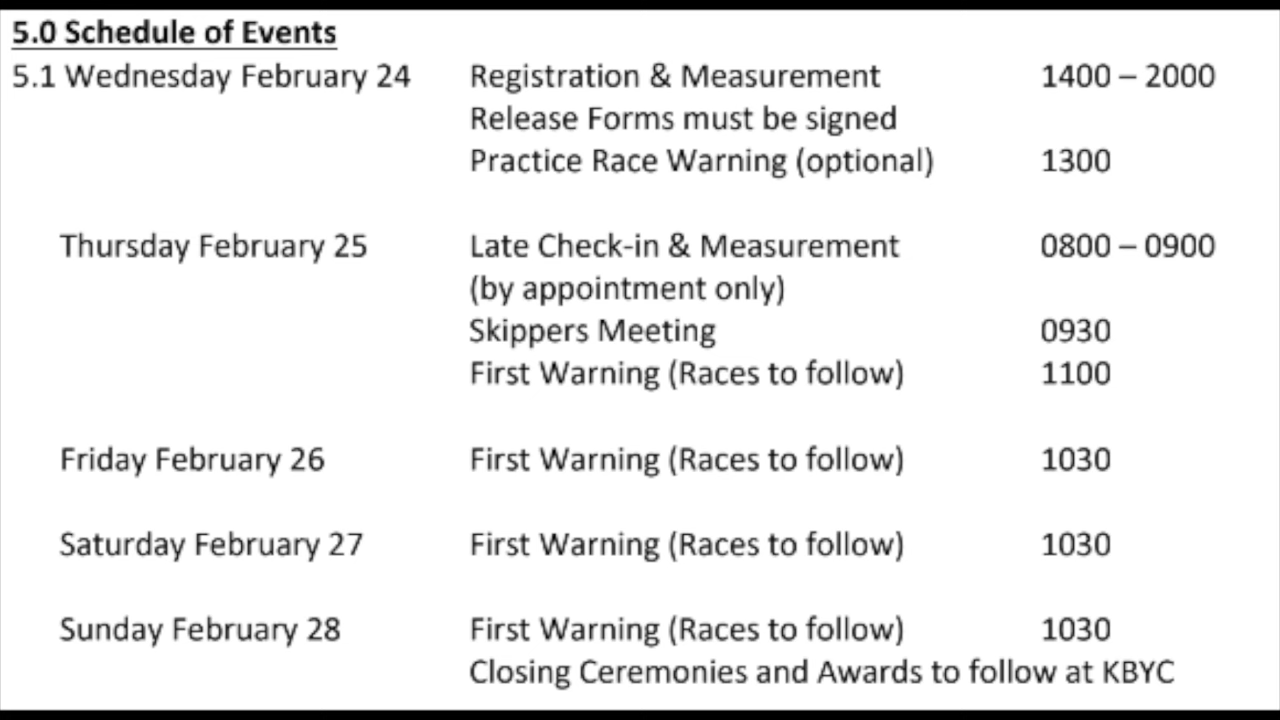 5.0 Schedule of Events
5.1 Wednesday February 24 Registration & Measurement 1400 – 2000
Release Forms must be signed
Practice Race Warning (optional) 1300
Thursday February 25 Late Check-in & Measurement 0800 – 0900
(by appointment only)
Skippers Meeting 0930
First Warning (Races to follow) 1100
Friday February 26 First Warning (Races to follow) 1030
Saturday February 27 First Warning (Races to follow) 1030
Sunday February 28 First Warning (Races to follow) 1030
Closing Ceremonies and Awards to follow at KBYC